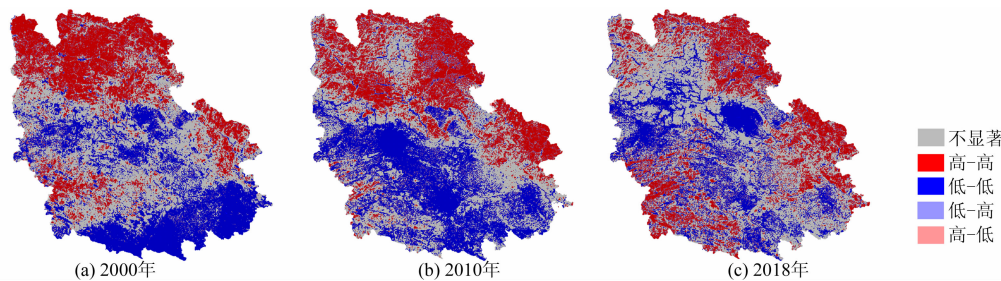 不显著
高-高
低-低
低-高
高-低
(a) 2000年
(b) 2010年
(c) 2018年